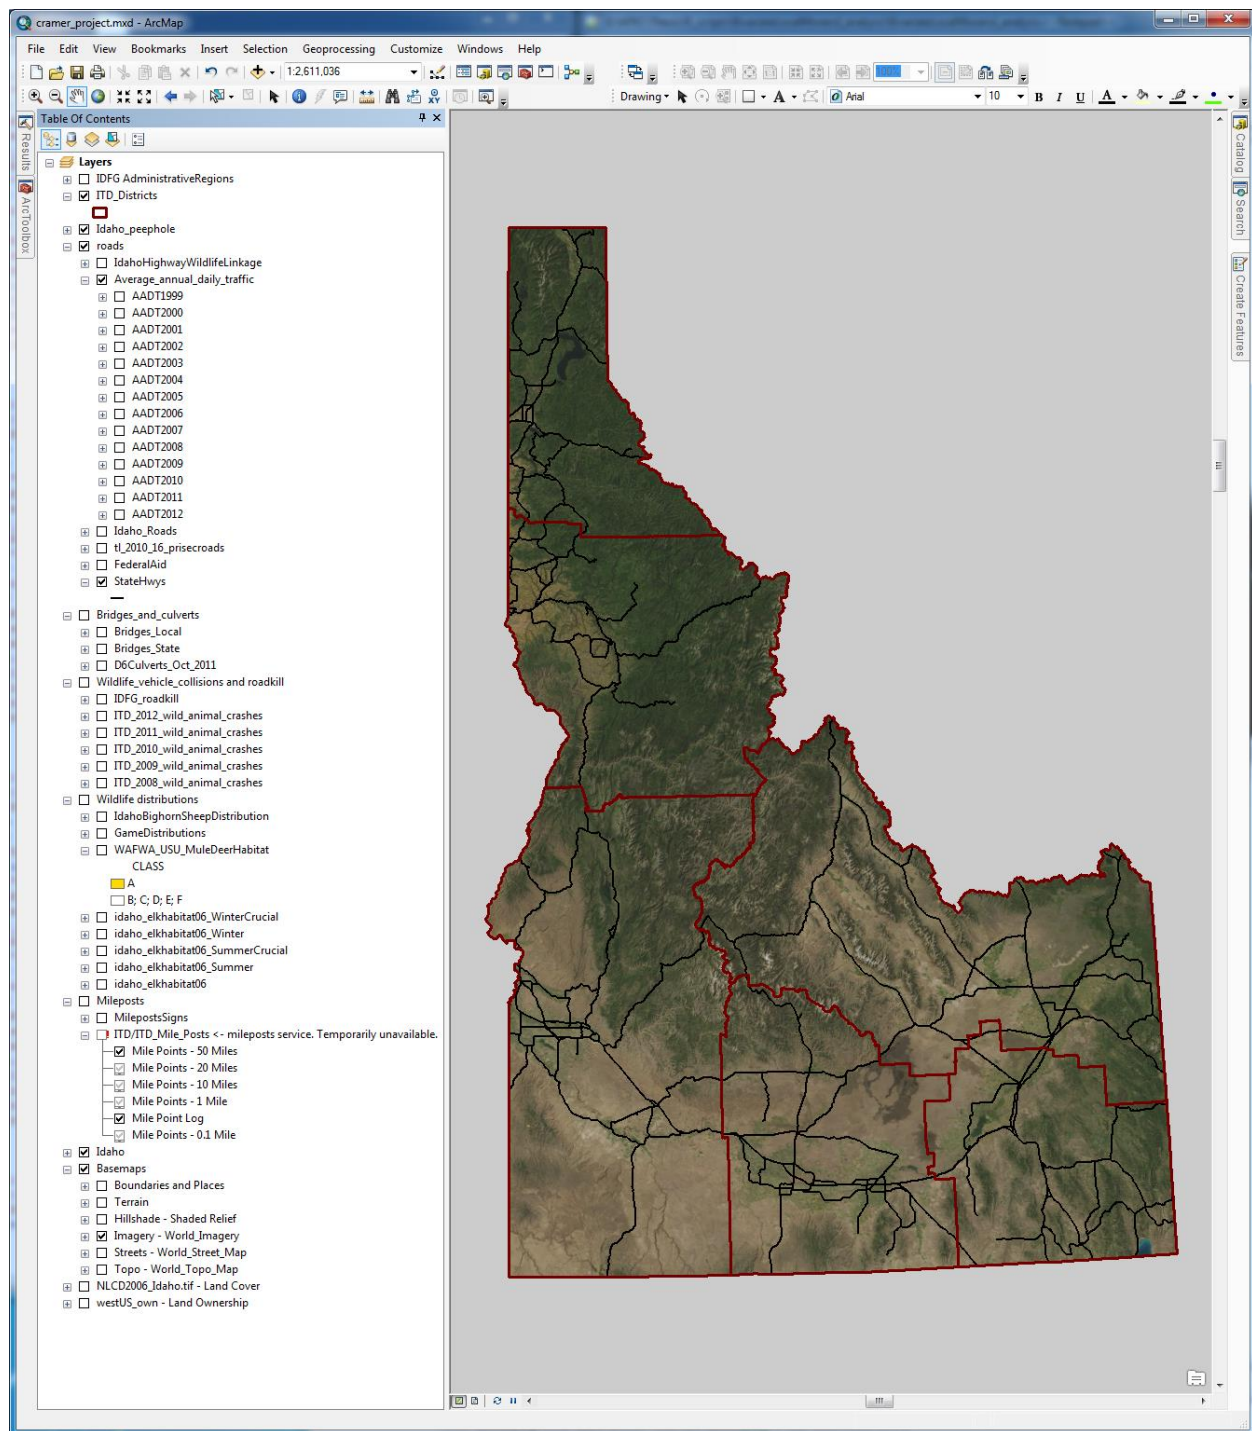 cramer_project.mxd - ArcMap
File Edit View Bookmarks Insert Selection Geoprocessing Customize Windows Help
1:2,611,036 100%
Drawing Arial 10 B I U A
Table Of Contents
Results
ArcToolbox
Catalog
Search
Create Features
Layers
IDFG AdministrativeRegions
ITD_Districts
Idaho_peephole
roads
IdahoHighwayWildlifeLinkage
Average_annual_daily_traffic
AADT1999
AADT2000
AADT2001
AADT2002
AADT2003
AADT2004
AADT2005
AADT2006
AADT2007
AADT2008
AADT2009
AADT2010
AADT2011
AADT2012
Idaho_Roads
tl_2010_16_prisecroads
FederalAid
StateHwys
Bridges_and_culverts
Bridges_Local
Bridges_State
D6Culverts_Oct_2011
Wildlife_vehicle_collisions and roadkill
IDFG_roadkill
ITD_2012_wild_animal_crashes
ITD_2011_wild_animal_crashes
ITD_2010_wild_animal_crashes
ITD_2009_wild_animal_crashes
ITD_2008_wild_animal_crashes
Wildlife distributions
IdahoBighornSheepDistribution
GameDistributions
WAFWA_USU_MuleDeerHabitat
CLASS
A
B; C; D; E; F
idaho_elkhabitat06_WinterCrucial
idaho_elkhabitat06_Winter
idaho_elkhabitat06_SummerCrucial
idaho_elkhabitat06_Summer
idaho_elkhabitat06
Mileposts
MilepostsSigns
ITD/ITD_Mile_Posts <- mileposts service. Temporarily unavailable.
Mile Points - 50 Miles
Mile Points - 20 Miles
Mile Points - 10 Miles
Mile Points - 1 Mile
Mile Point Log
Mile Points - 0.1 Mile
Idaho
Basemaps
Boundaries and Places
Terrain
Hillshade - Shaded Relief
Imagery - World_Imagery
Streets - World_Street_Map
Topo - World_Topo_Map
NLCD2006_Idaho.tif - Land Cover
westUS_own - Land Ownership